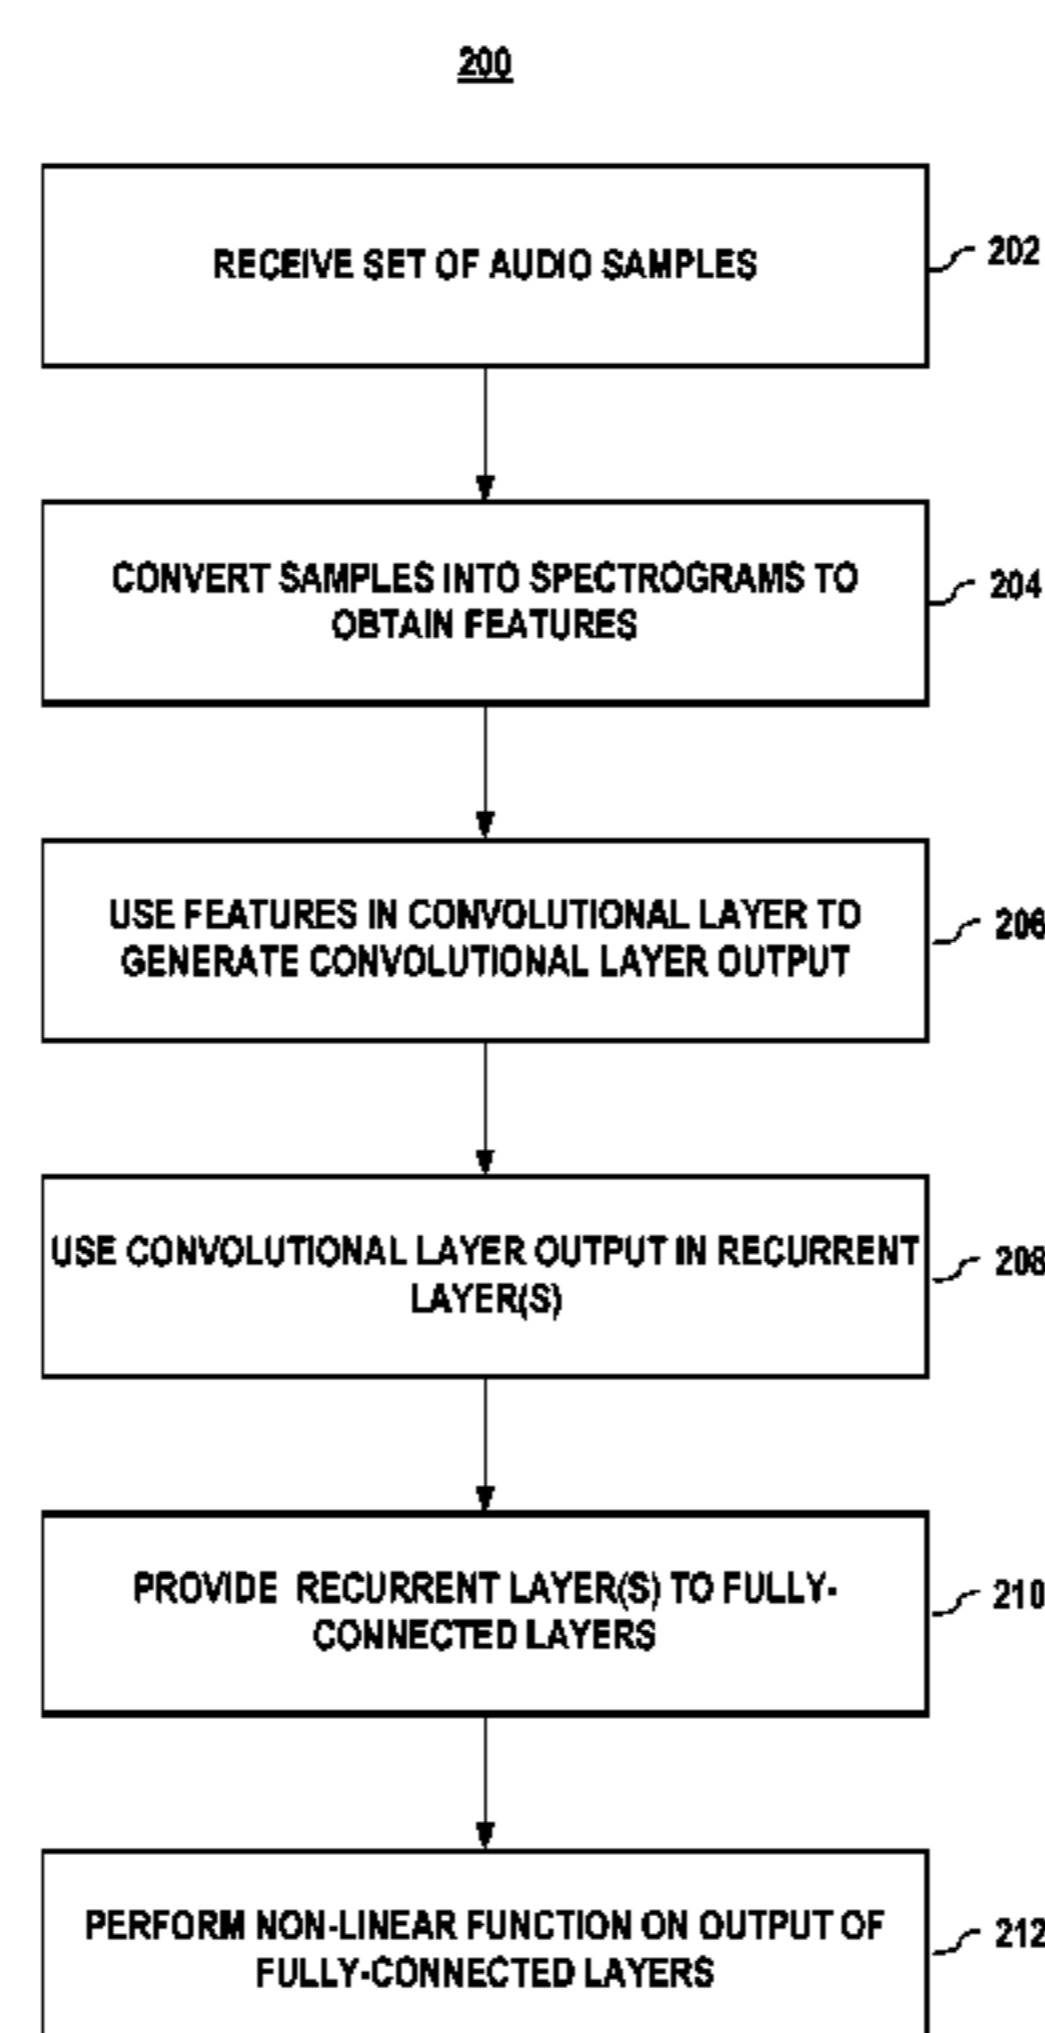 200
RECEIVE SET OF AUDIO SAMPLES
202
CONVERT SAMPLES INTO SPECTROGRAMS TO
OBTAIN FEATURES
204
USE FEATURES IN CONVOLUTIONAL LAYER TO
GENERATE CONVOLUTIONAL LAYER OUTPUT
206
USE CONVOLUTIONAL LAYER OUTPUT IN RECURRENT
LAYER(S)
208
PROVIDE RECURRENT LAYER(S) TO FULLY-
CONNECTED LAYERS
210
PERFORM NON-LINEAR FUNCTION ON OUTPUT OF
FULLY-CONNECTED LAYERS
212